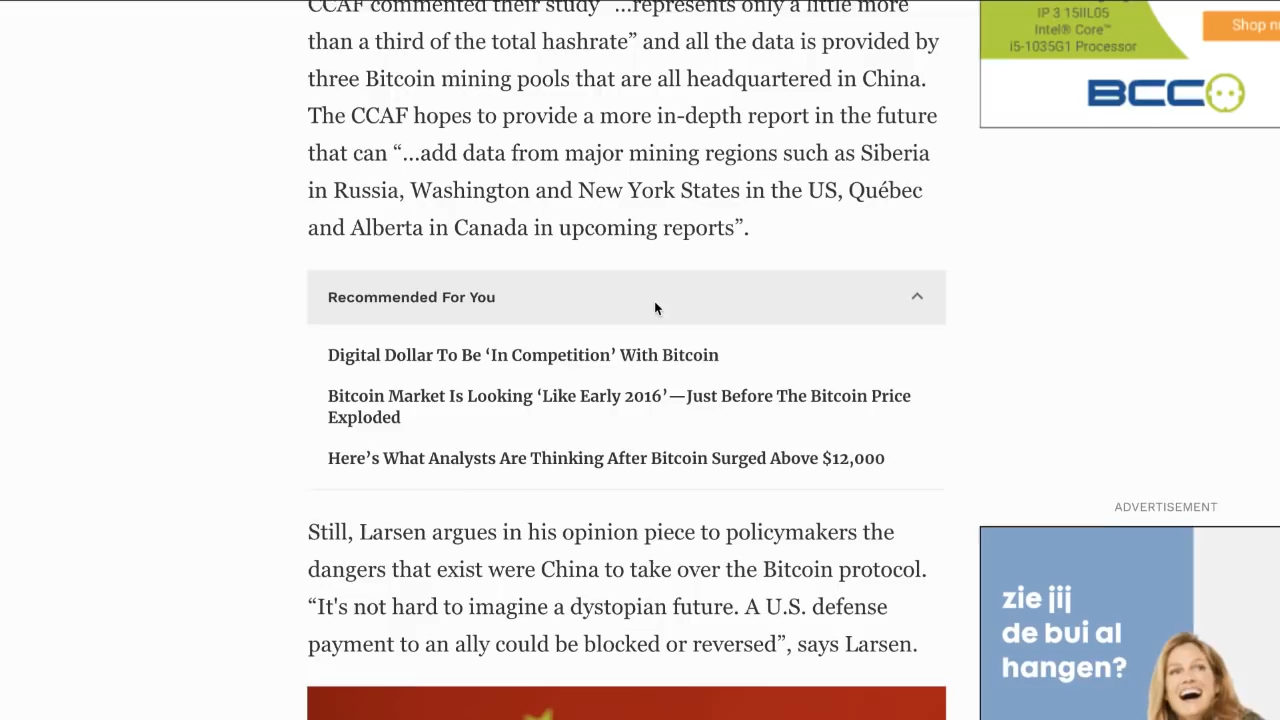 CCAF commented their study “...represents only a little more
than a third of the total hashrate” and all the data is provided by
three Bitcoin mining pools that are all headquartered in China.
The CCAF hopes to provide a more in-depth report in the future
that can “...add data from major mining regions such as Siberia
in Russia, Washington and New York States in the US, Québec
and Alberta in Canada in upcoming reports”.
Recommended For You
Digital Dollar To Be ‘In Competition’ With Bitcoin
Bitcoin Market Is Looking ‘Like Early 2016’—Just Before The Bitcoin Price
Exploded
Here’s What Analysts Are Thinking After Bitcoin Surged Above $12,000
Still, Larsen argues in his opinion piece to policymakers the
dangers that exist were China to take over the Bitcoin protocol.
“It's not hard to imagine a dystopian future. A U.S. defense
payment to an ally could be blocked or reversed”, says Larsen.
IP 3 15IIL05
Intel® Core™
i5-1035G1 Processor
Shop
BCC
ADVERTISEMENT
zie jij
de bui al
hangen?